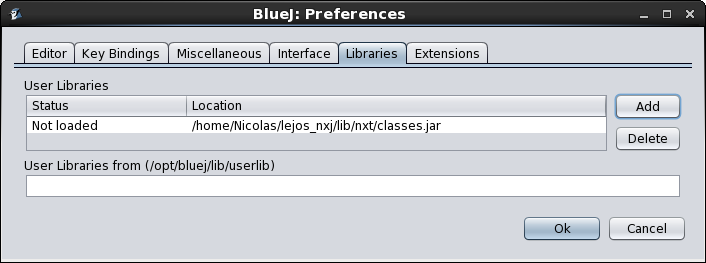 BlueJ: Preferences
Editor Key Bindings Miscellaneous Interface Libraries Extensions
User Libraries
Status Location Add
Not loaded /home/Nicolas/lejos_nxj/lib/nxt/classes.jar
Delete
User Libraries from (/opt/bluej/lib/userlib)
Ok Cancel